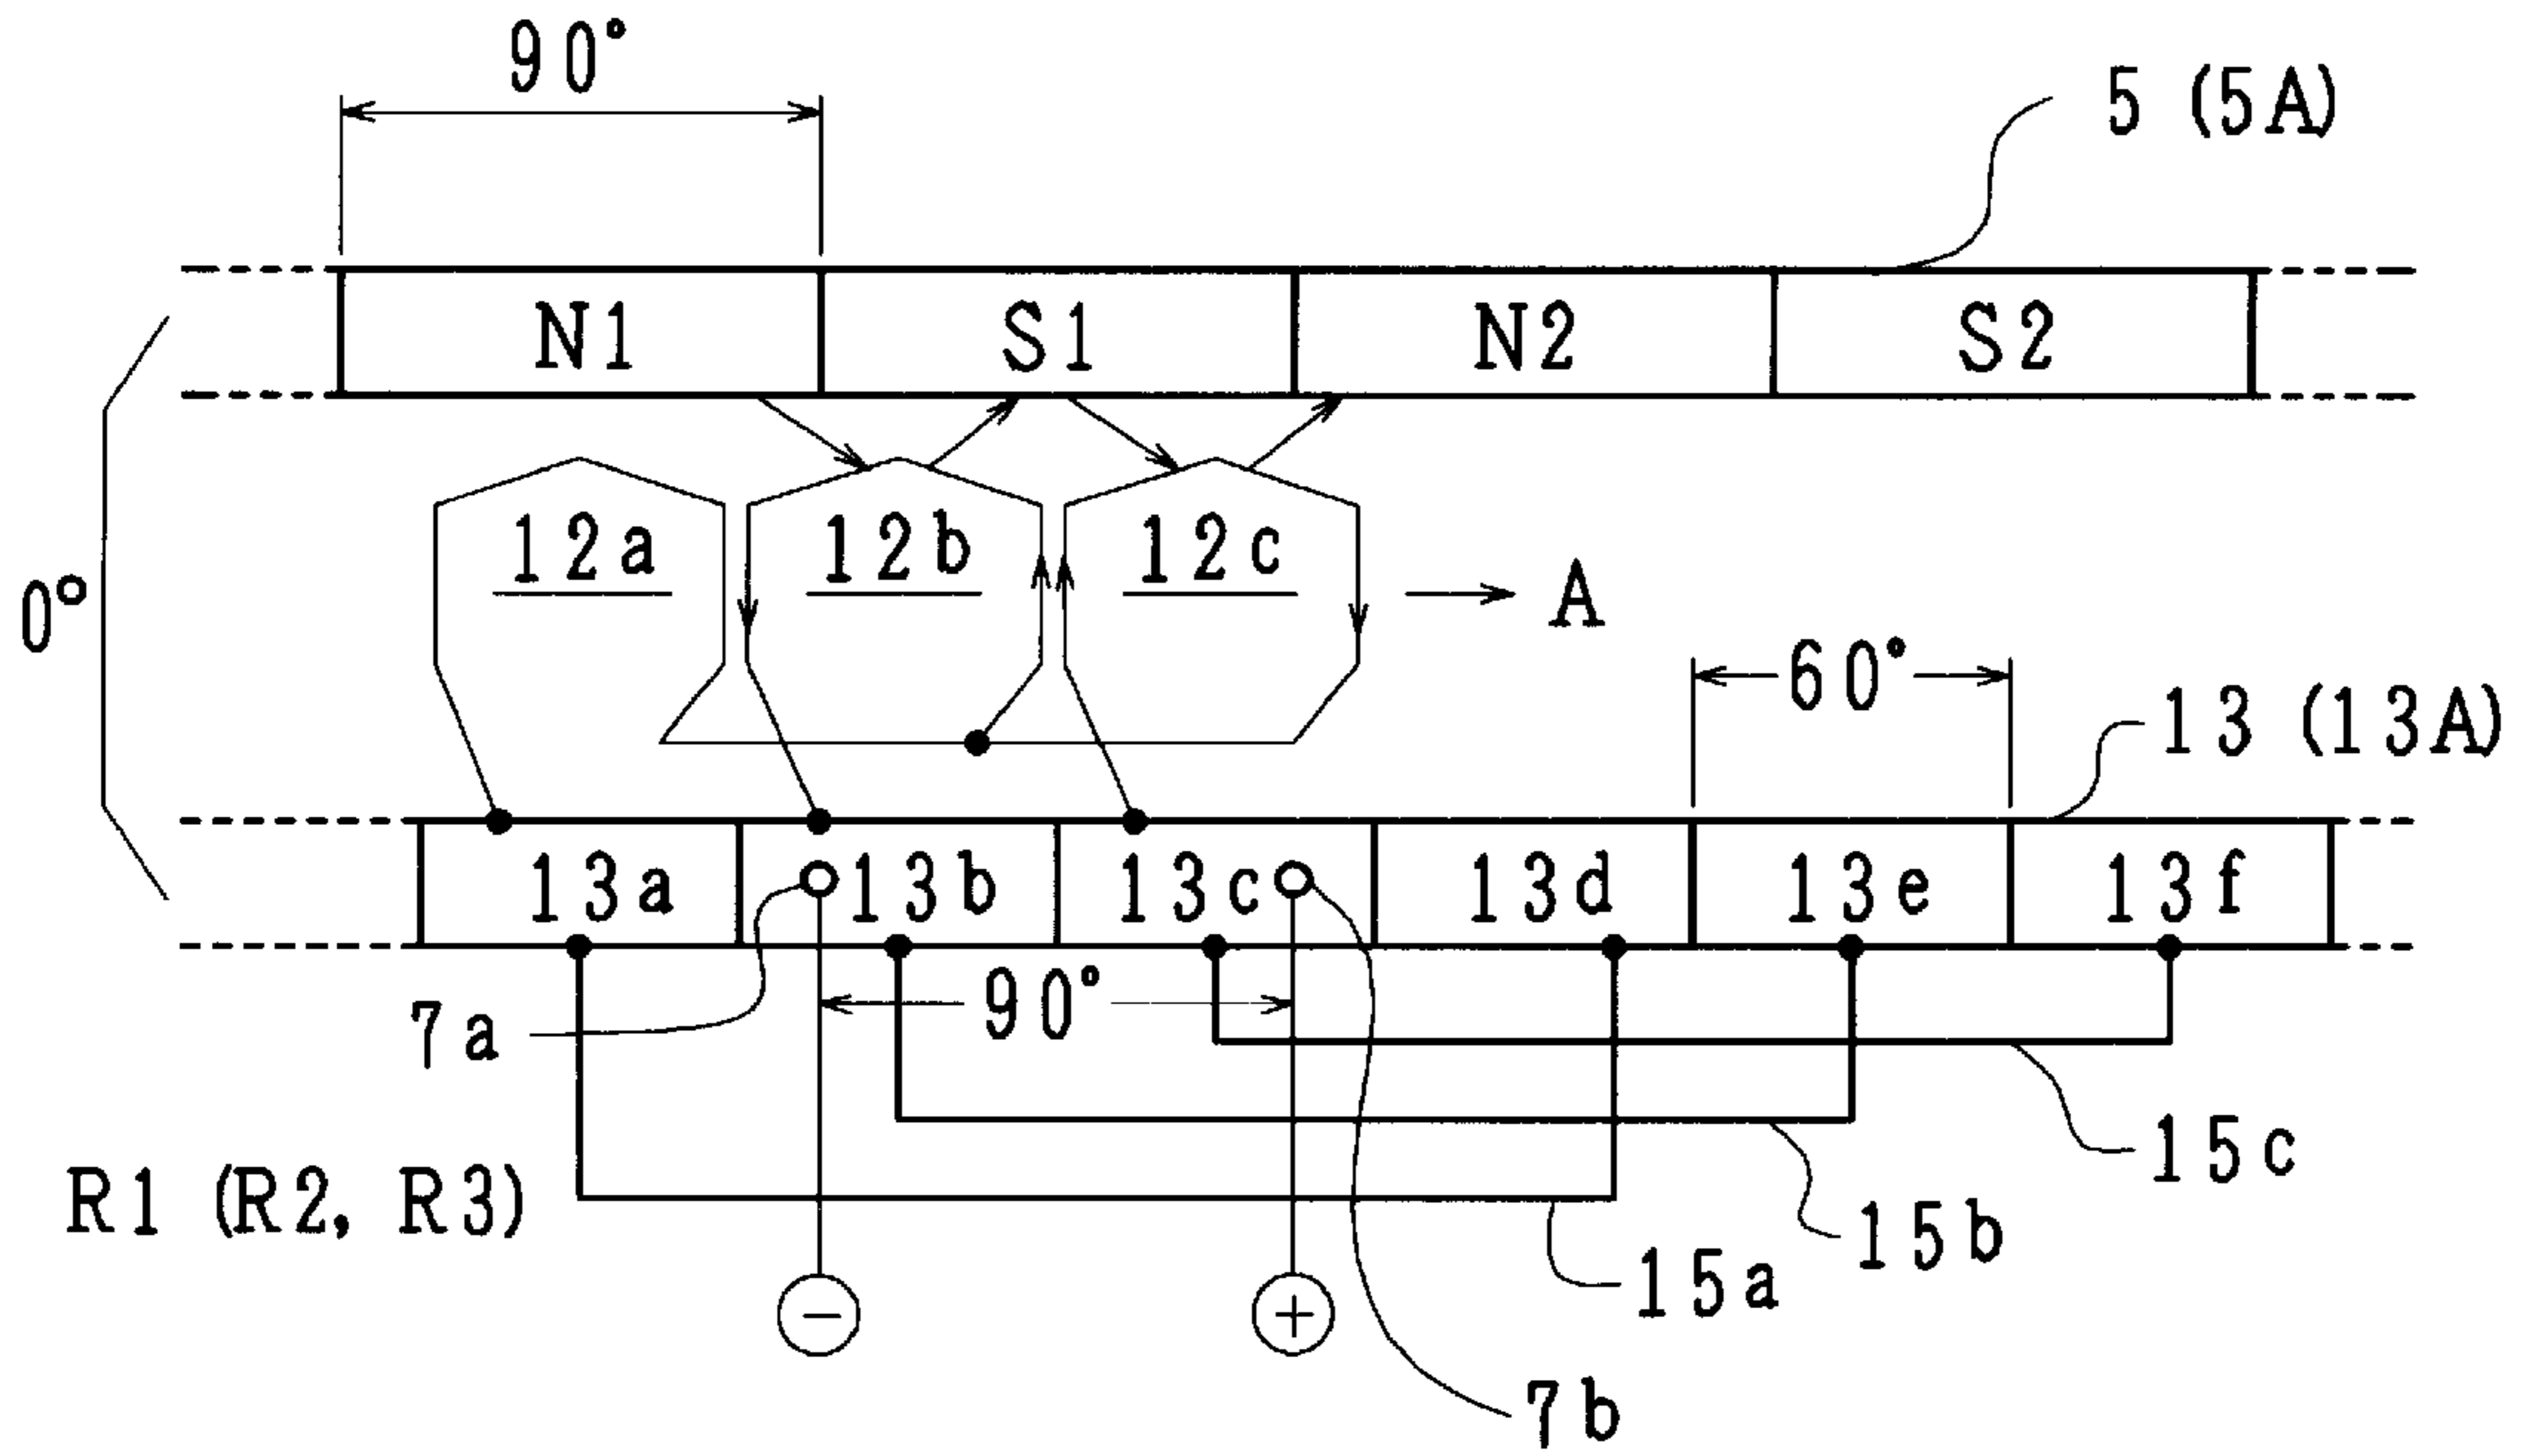 90°
5 (5A)
N1 S1 N2 S2
12a 12b 12c A
0°
60°
13 (13A)
13a 13b 13c 13d 13e 13f
7a 90°
15c
R1 (R2, R3)
15b
15a
− +
7b